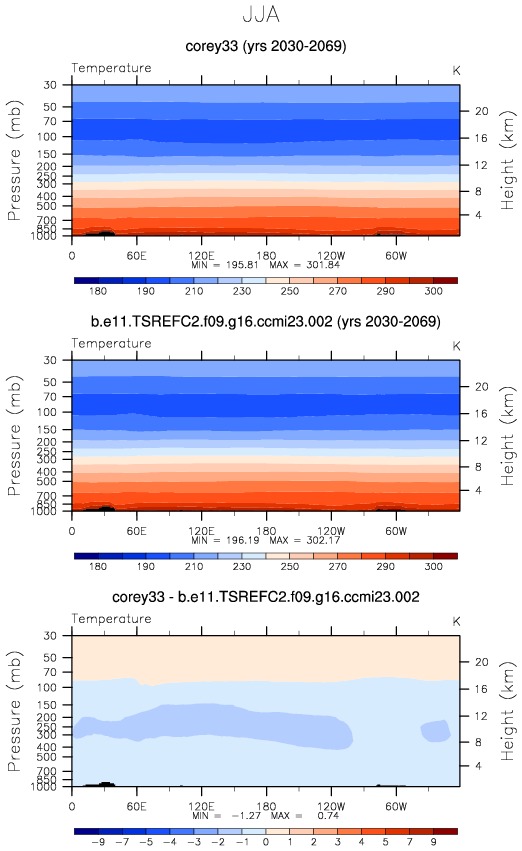 JJA
corey33 (yrs 2030-2069)
Temperature K
30
50
70
100
150
200
250
300
400
500
700
850
1000
Pressure (mb)
20
16
12
8
4
Height (km)
0 60E 120E 180 120W 60W
MIN = 195.81 MAX = 301.84
180 190 210 230 250 270 290 300
b.e11.TSREFC2.f09.g16.ccmi23.002 (yrs 2030-2069)
Temperature K
30
50
70
100
150
200
250
300
400
500
700
850
1000
Pressure (mb)
20
16
12
8
4
Height (km)
0 60E 120E 180 120W 60W
MIN = 196.19 MAX = 302.17
180 190 210 230 250 270 290 300
corey33 - b.e11.TSREFC2.f09.g16.ccmi23.002
Temperature K
30
50
70
100
150
200
250
300
400
500
700
850
1000
Pressure (mb)
20
16
12
8
4
Height (km)
0 60E 120E 180 120W 60W
MIN = -1.27 MAX = 0.74
-9 -7 -5 -4 -3 -2 -1 0 1 2 3 4 5 7 9